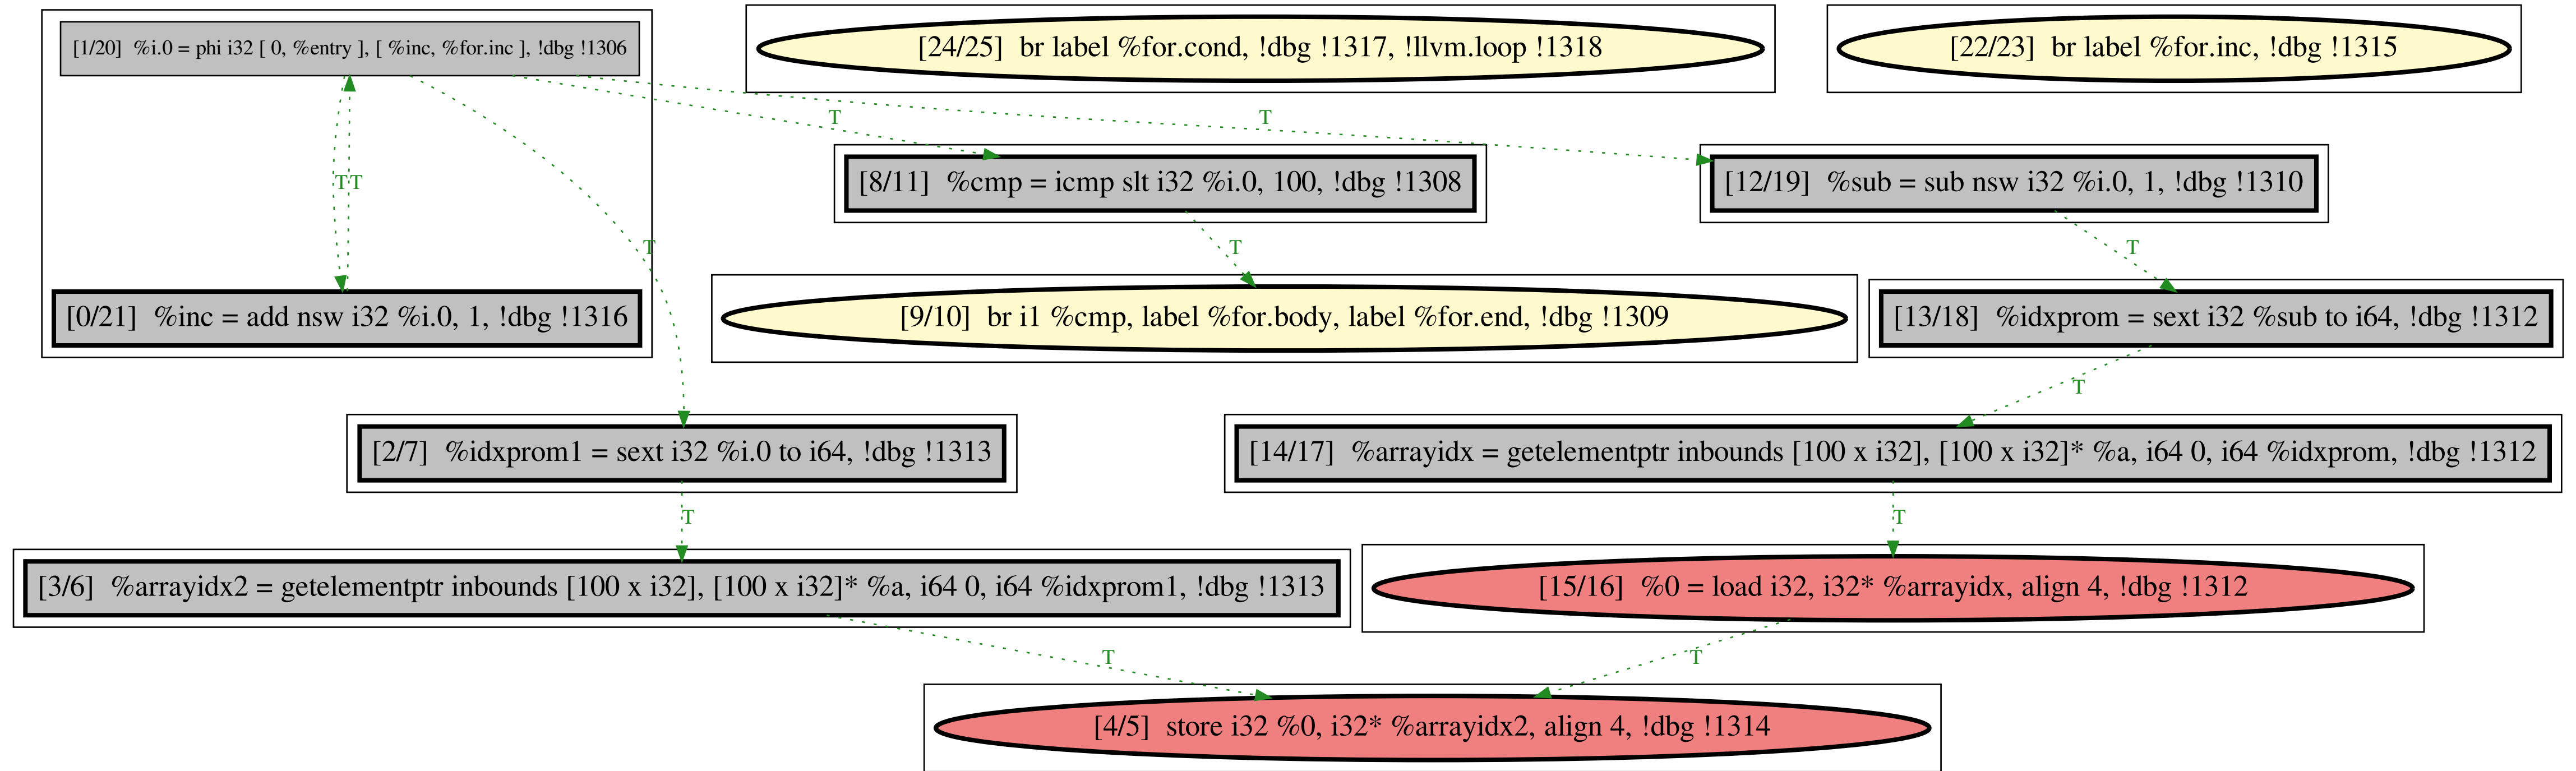 [1/20] %i.0 = phi i32 [ 0, %entry ], [ %inc, %for.inc ], !dbg !1306
[24/25] br label %for.cond, !dbg !1317, !llvm.loop !1318
[22/23] br label %for.inc, !dbg !1315
T
T
T
T
[8/11] %cmp = icmp slt i32 %i.0, 100, !dbg !1308
[12/19] %sub = sub nsw i32 %i.0, 1, !dbg !1310
T
T
T
[0/21] %inc = add nsw i32 %i.0, 1, !dbg !1316
[9/10] br i1 %cmp, label %for.body, label %for.end, !dbg !1309
[13/18] %idxprom = sext i32 %sub to i64, !dbg !1312
T
[2/7] %idxprom1 = sext i32 %i.0 to i64, !dbg !1313
[14/17] %arrayidx = getelementptr inbounds [100 x i32], [100 x i32]* %a, i64 0, i64 %idxprom, !dbg !1312
T
T
[3/6] %arrayidx2 = getelementptr inbounds [100 x i32], [100 x i32]* %a, i64 0, i64 %idxprom1, !dbg !1313
[15/16] %0 = load i32, i32* %arrayidx, align 4, !dbg !1312
T
T
[4/5] store i32 %0, i32* %arrayidx2, align 4, !dbg !1314